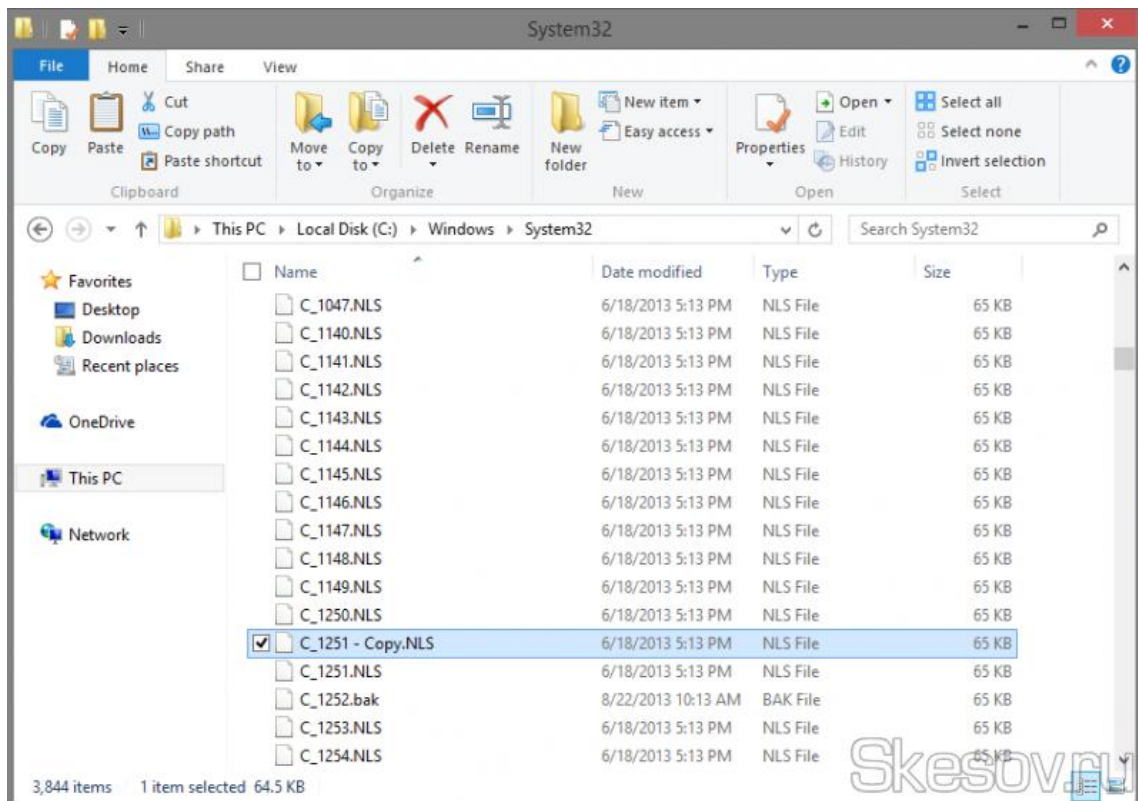 System32
File Home Share View
Copy
Paste
Cut
Copy path
Paste shortcut
Clipboard
Move to
Copy to
Delete
Rename
Organize
New folder
New item
Easy access
New
Properties
Open
Edit
History
Open
Select all
Select none
Invert selection
Select
This PC Local Disk (C:) Windows System32
Search System32
Favorites
Desktop
Downloads
Recent places
OneDrive
This PC
Network
Name Date modified Type Size
C_1047.NLS 6/18/2013 5:13 PM NLS File 65 KB
C_1140.NLS 6/18/2013 5:13 PM NLS File 65 KB
C_1141.NLS 6/18/2013 5:13 PM NLS File 65 KB
C_1142.NLS 6/18/2013 5:13 PM NLS File 65 KB
C_1143.NLS 6/18/2013 5:13 PM NLS File 65 KB
C_1144.NLS 6/18/2013 5:13 PM NLS File 65 KB
C_1145.NLS 6/18/2013 5:13 PM NLS File 65 KB
C_1146.NLS 6/18/2013 5:13 PM NLS File 65 KB
C_1147.NLS 6/18/2013 5:13 PM NLS File 65 KB
C_1148.NLS 6/18/2013 5:13 PM NLS File 65 KB
C_1149.NLS 6/18/2013 5:13 PM NLS File 65 KB
C_1250.NLS 6/18/2013 5:13 PM NLS File 65 KB
C_1251 - Copy.NLS 6/18/2013 5:13 PM NLS File 65 KB
C_1251.NLS 6/18/2013 5:13 PM NLS File 65 KB
C_1252.bak 8/22/2013 10:13 AM BAK File 65 KB
C_1253.NLS 6/18/2013 5:13 PM NLS File 65 KB
C_1254.NLS 6/18/2013 5:13 PM NLS File 65 KB
3,844 items 1 item selected 64.5 KB
Skesov.ru